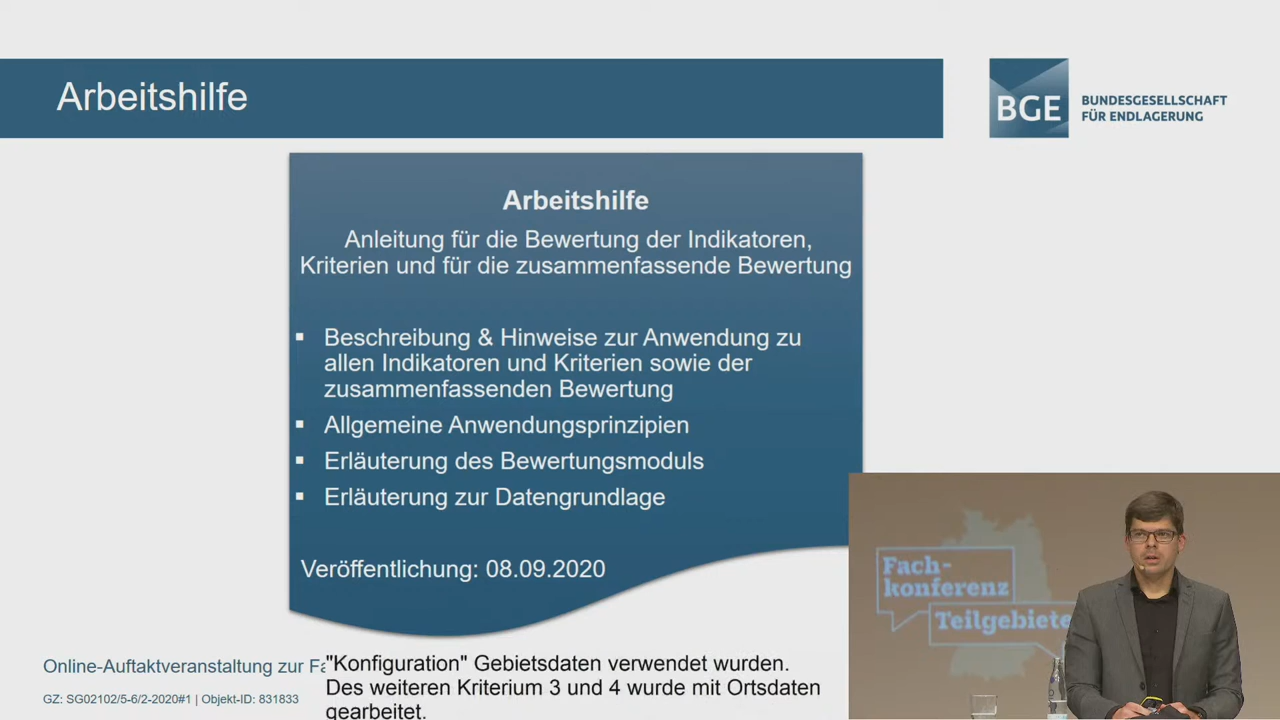 Arbeitshilfe
BGE
BUNDESGESELLSCHAFT
FÜR ENDLAGERUNG
Arbeitshilfe
Anleitung für die Bewertung der Indikatoren,
Kriterien und für die zusammenfassende Bewertung
▪ Beschreibung & Hinweise zur Anwendung zu
allen Indikatoren und Kriterien sowie der
zusammenfassenden Bewertung
▪ Allgemeine Anwendungsprinzipien
▪ Erläuterung des Bewertungsmoduls
▪ Erläuterung zur Datengrundlage
Veröffentlichung: 08.09.2020
Fach-
konferenz
Teilgebiete
Online-Auftaktveranstaltung zur Fa
GZ: SG02102/5-6/2-2020#1 | Objekt-ID: 831833
"Konfiguration" Gebietsdaten verwendet wurden.
Des weiteren Kriterium 3 und 4 wurde mit Ortsdaten
gearbeitet.